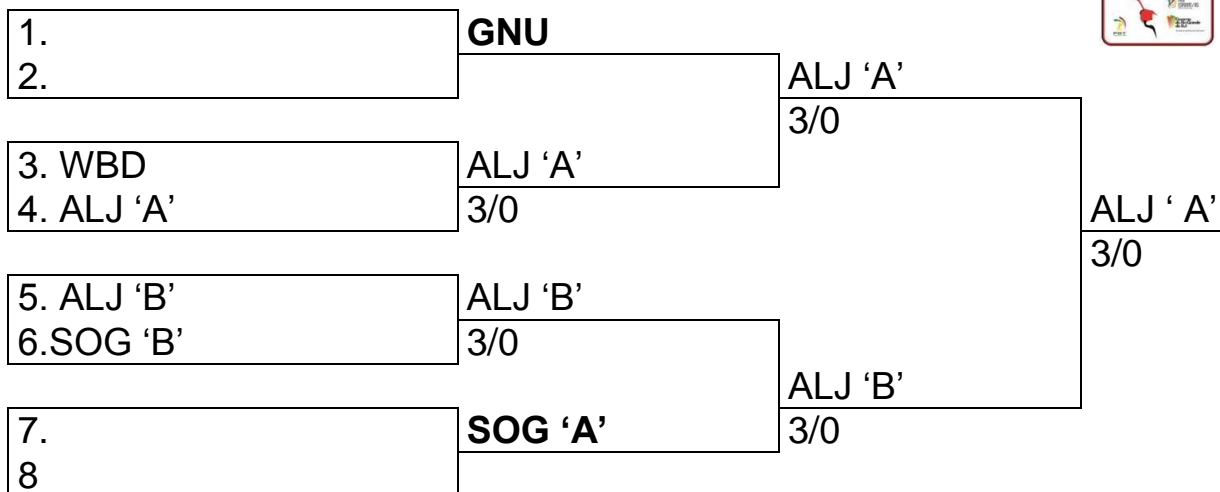 1.
GNU
2.
ALJ ‘A’
3/0
3. WBD
ALJ ‘A’
4. ALJ ‘A’
3/0
ALJ ‘ A’
3/0
5. ALJ ‘B’
ALJ ‘B’
6.SOG ‘B’
3/0
ALJ ‘B’
7.
SOG ‘A’
3/0
8